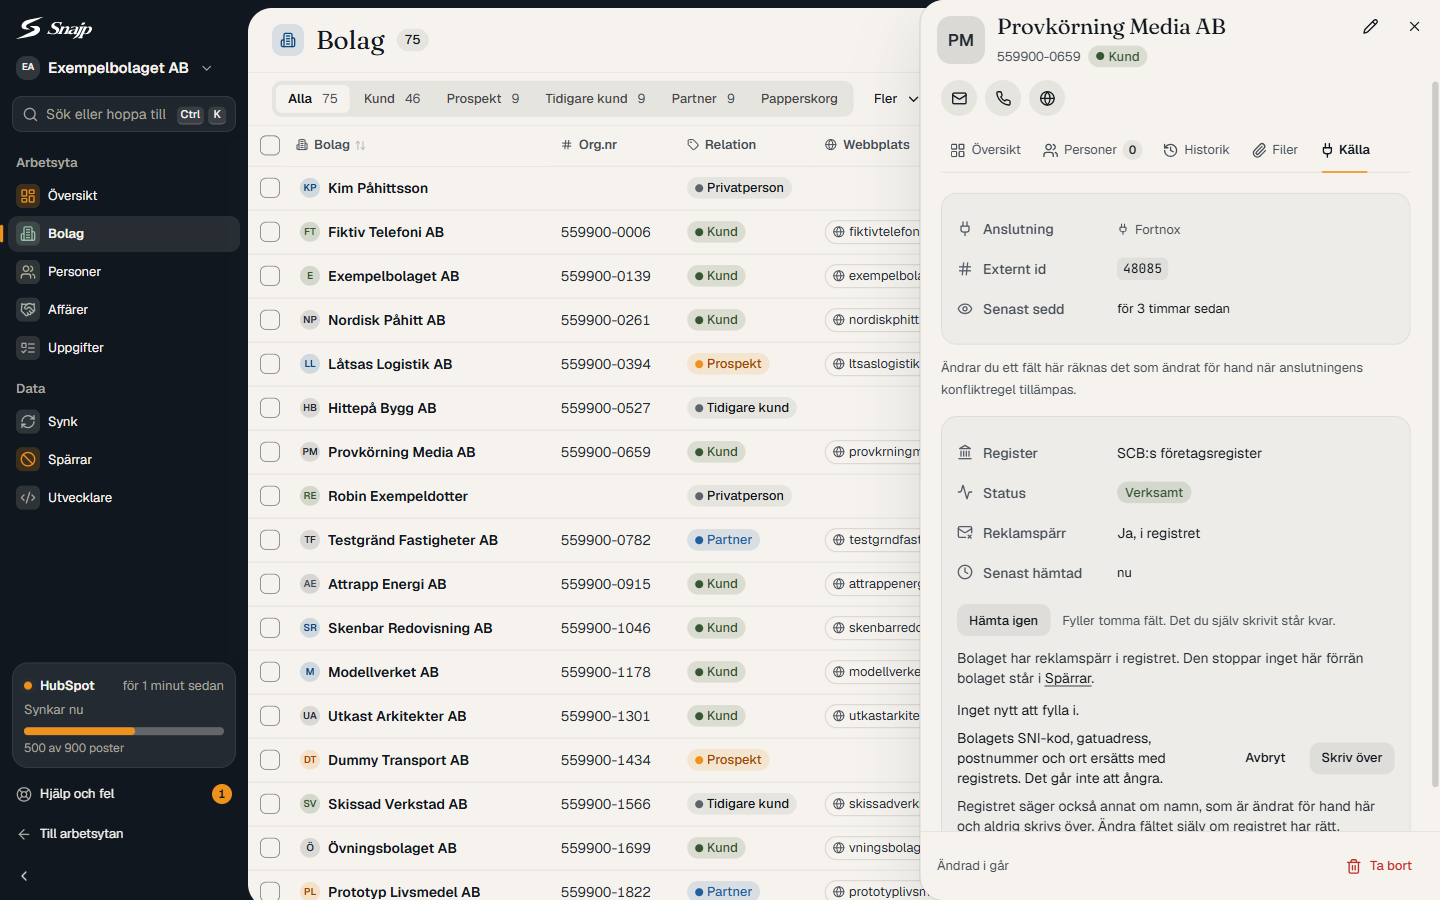 Snajp
EA Exempelbolaget AB
Sök eller hoppa till Ctrl K
Arbetsyta
Översikt
Bolag
Personer
Affärer
Uppgifter
Data
Synk
Spärrar
Utvecklare
HubSpot för 1 minut sedan
Synkar nu
500 av 900 poster
Hjälp och fel 1
Till arbetsytan
Bolag 75
Alla 75 Kund 46 Prospekt 9 Tidigare kund 9 Partner 9 Papperskorg Fler
Bolag Org.nr Relation Webbplats
KP Kim Påhittsson Privatperson
FT Fiktiv Telefoni AB 559900-0006 Kund fiktivtelefon
E Exempelbolaget AB 559900-0139 Kund exempelbola
NP Nordisk Påhitt AB 559900-0261 Kund nordiskphitt
LL Låtsas Logistik AB 559900-0394 Prospekt ltsaslogistik
HB Hittepå Bygg AB 559900-0527 Tidigare kund
PM Provkörning Media AB 559900-0659 Kund provkrningm
RE Robin Exempeldotter Privatperson
TF Testgränd Fastigheter AB 559900-0782 Partner testgrndfast
AE Attrapp Energi AB 559900-0915 Kund attrappenerg
SR Skenbar Redovisning AB 559900-1046 Kund skenbarredo
M Modellverket AB 559900-1178 Kund modellverke
UA Utkast Arkitekter AB 559900-1301 Kund utkastarkite
DT Dummy Transport AB 559900-1434 Prospekt
SV Skissad Verkstad AB 559900-1566 Tidigare kund skissadverk
Ö Övningsbolaget AB 559900-1699 Kund vningsbolag
PL Prototyp Livsmedel AB 559900-1822 Partner prototyplivsm
PM Provkörning Media AB
559900-0659 Kund
Översikt Personer 0 Historik Filer Källa
Anslutning Fortnox
Externt id 48085
Senast sedd för 3 timmar sedan
Ändrar du ett fält här räknas det som ändrat för hand när anslutningens
konfliktregel tillämpas.
Register SCB:s företagsregister
Status Verksamt
Reklamspärr Ja, i registret
Senast hämtad nu
Hämta igen Fyller tomma fält. Det du själv skrivit står kvar.
Bolaget har reklamspärr i registret. Den stoppar inget här förrän
bolaget står i Spärrar.
Inget nytt att fylla i.
Bolagets SNI-kod, gatuadress,
postnummer och ort ersätts med
registrets. Det går inte att ångra.
Avbryt Skriv över
Registret säger också annat om namn, som är ändrat för hand här
och aldrig skrivs över. Ändra fältet själv om registret har rätt.
Ändrad i går Ta bort